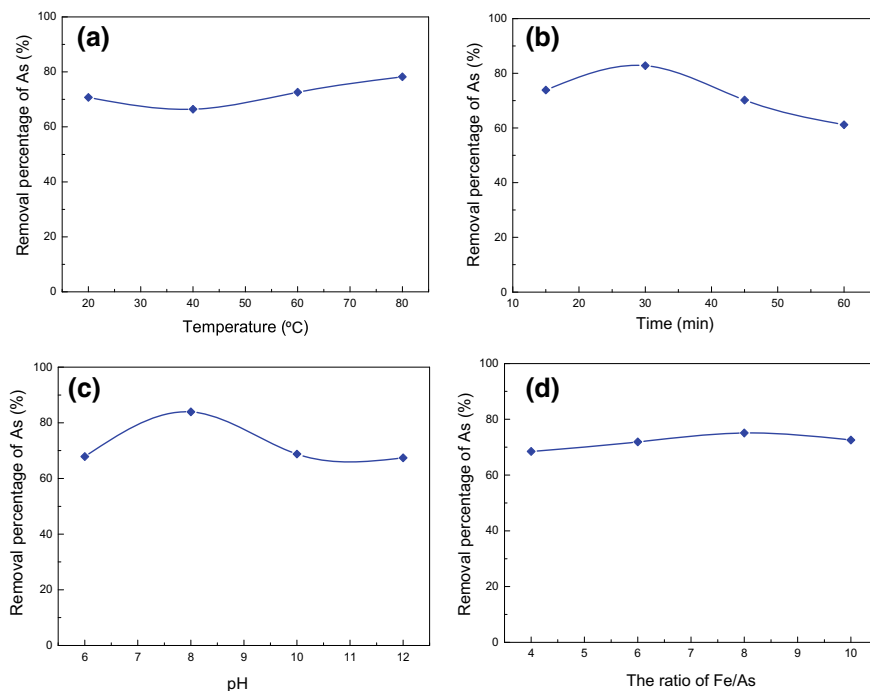 (a)
Removal percentage of As (%)
100
80
60
40
20
0
20 30 40 50 60 70 80
Temperature (ºC)
(b)
Removal percentage of As (%)
100
80
60
40
20
0
10 20 30 40 50 60
Time (min)
(c)
Removal percentage of As (%)
100
80
60
40
20
0
6 7 8 9 10 11 12
pH
(d)
Removal percentage of As (%)
100
80
60
40
20
0
4 5 6 7 8 9 10
The ratio of Fe/As